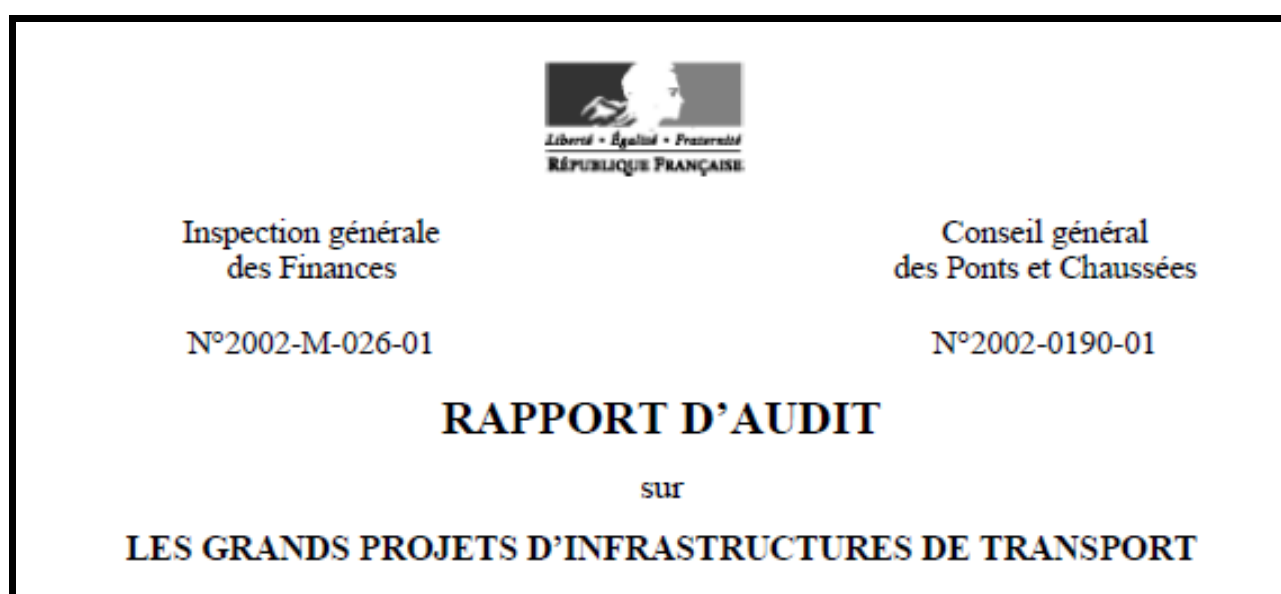 Liberté • Égalité • Fraternité
RÉPUBLIQUE FRANÇAISE
Inspection générale
des Finances
N°2002-M-026-01
Conseil général
des Ponts et Chaussées
N°2002-0190-01
RAPPORT D’AUDIT
sur
LES GRANDS PROJETS D’INFRASTRUCTURES DE TRANSPORT